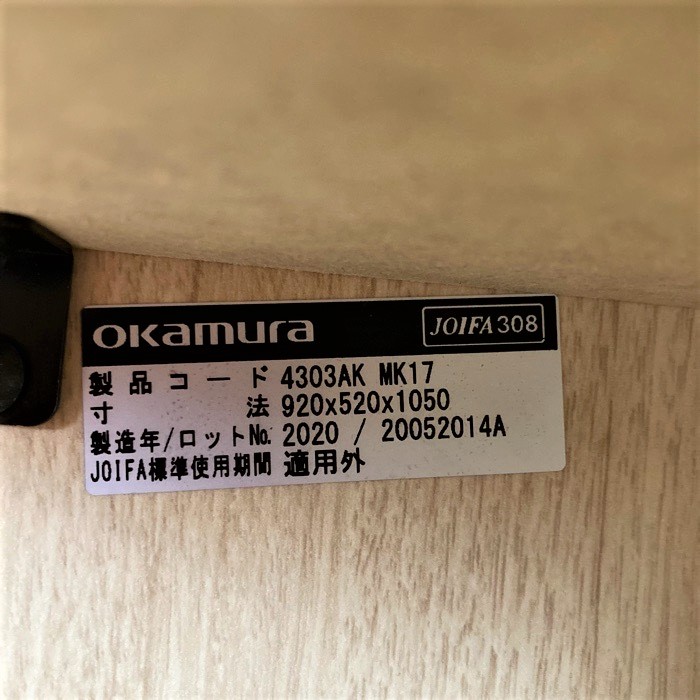 OKamura JOIFA308
製品コード 4303AK MK17
寸法 920x520x1050
製造年/ロットNo. 2020 / 20052014A
JOIFA標準使用期間 適用外